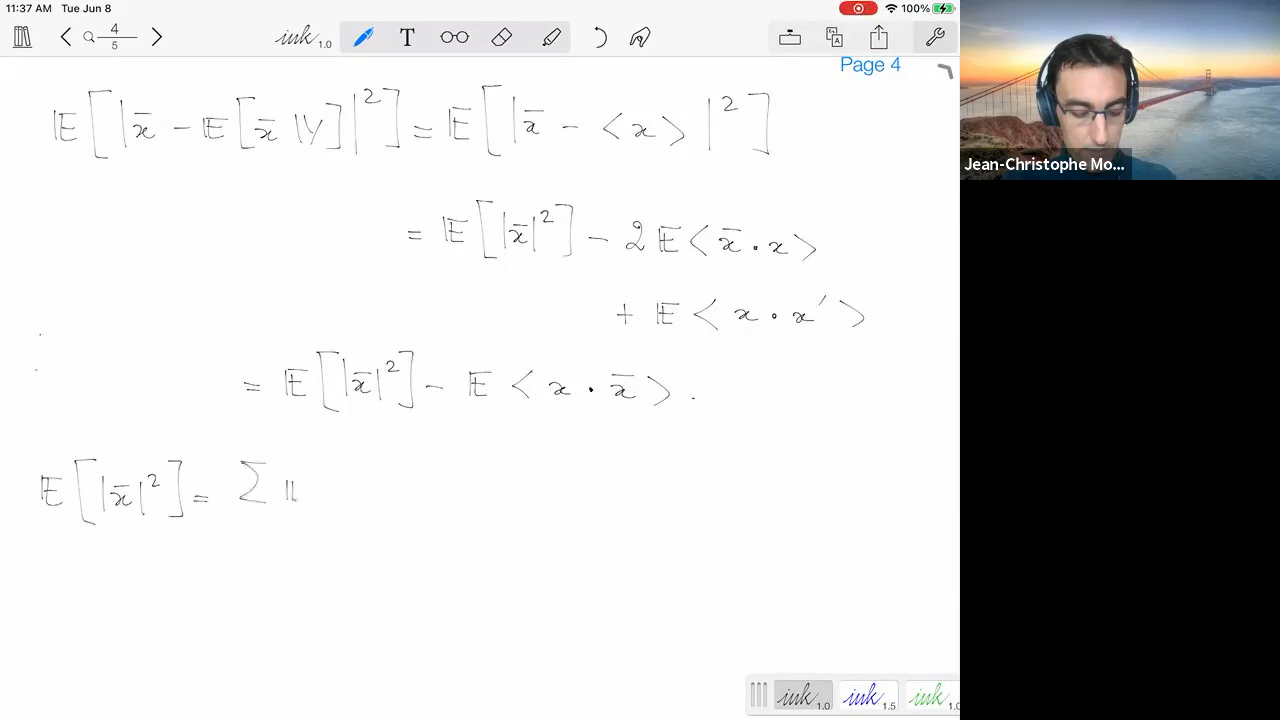 11:37 AM Tue Jun 8
100%
4
5
ink 1.0
T
Page 4
𝔼[|x̄ − 𝔼[x̄|Y]|²] = 𝔼[|x̄ − <x>|²]
= 𝔼[|x̄|²] − 2𝔼<x̄ · x>
+ 𝔼<x · x′>
= 𝔼[|x̄|²] − 𝔼<x · x̄>.
𝔼[|x̄|²] = Σ
Jean-Christophe Mo...
ink 1.0 ink 1.5 ink 1.0